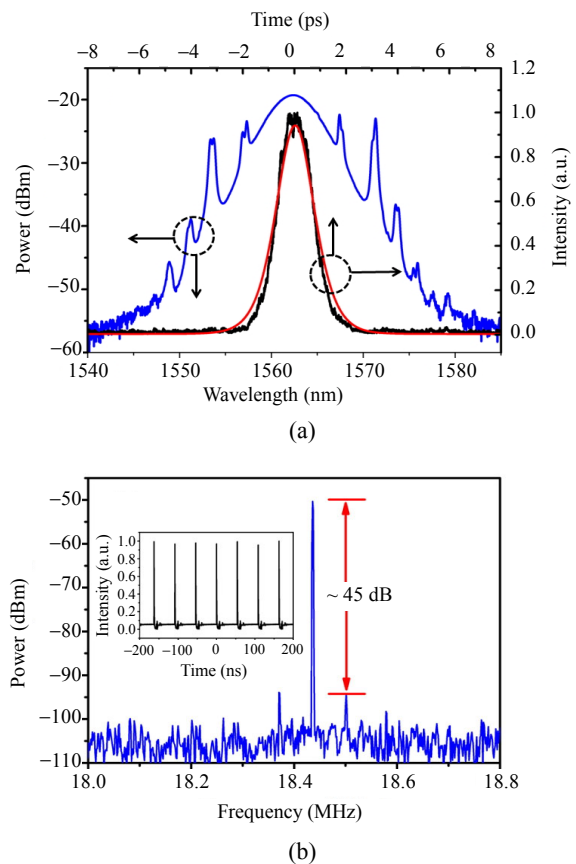 Time (ps)
−8 −6 −4 −2 0 2 4 6 8
−20
−30
−40
−50
−60
Power (dBm)
1.2
1.0
0.8
0.6
0.4
0.2
0.0
Intensity (a.u.)
1540 1550 1560 1570 1580
Wavelength (nm)
(a)
−50
−60
−70
−80
−90
−100
−110
Power (dBm)
1.0
0.8
0.6
0.4
0.2
0.0
Intensity (a.u.)
−200 −100 0 100 200
Time (ns)
~ 45 dB
18.0 18.2 18.4 18.6 18.8
Frequency (MHz)
(b)